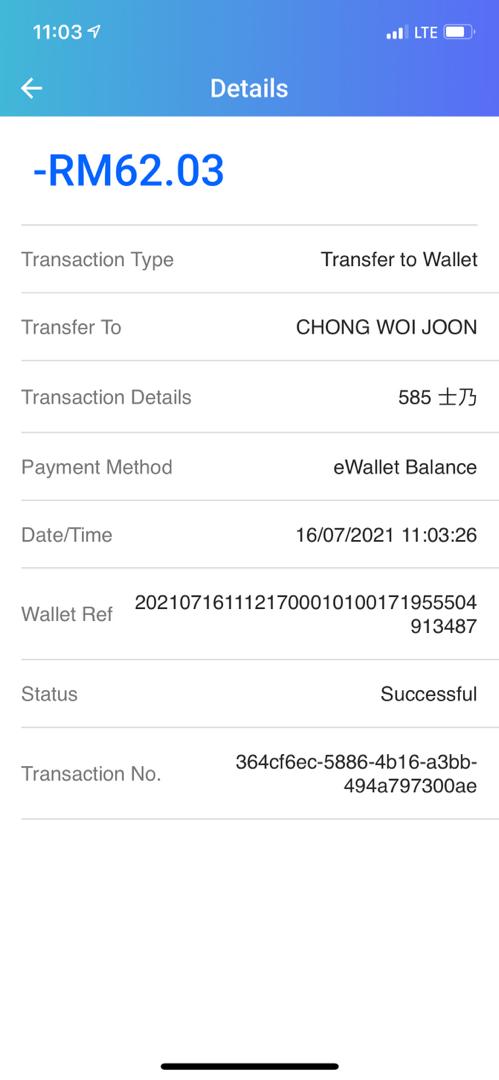 11:03
LTE
Details
-RM62.03
Transaction Type
Transfer to Wallet
Transfer To
CHONG WOI JOON
Transaction Details
585 士乃
Payment Method
eWallet Balance
Date/Time
16/07/2021 11:03:26
Wallet Ref
2021071611121700010100171955504
913487
Status
Successful
Transaction No.
364cf6ec-5886-4b16-a3bb-
494a797300ae